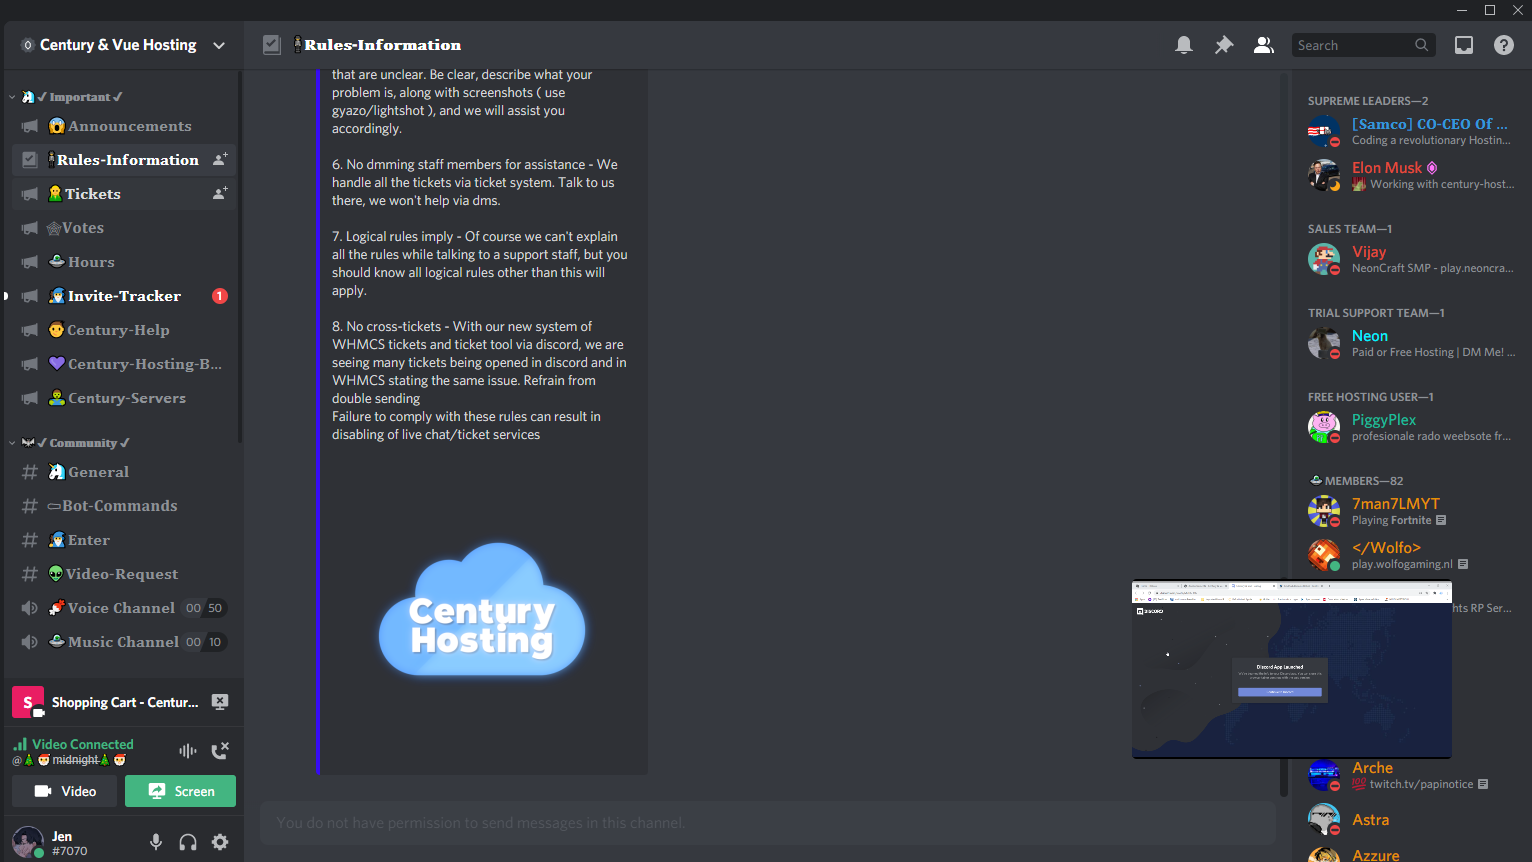 Century & Vue Hosting
✓ Important ✓
Announcements
Rules-Information
Tickets
Votes
Hours
Invite-Tracker
1
Century-Help
Century-Hosting-B...
Century-Servers
✓ Community ✓
General
Bot-Commands
Enter
Video-Request
Voice Channel 00 50
Music Channel 00 10
S
Shopping Cart - Centur...
Video Connected
@🎄🎅midnight🎄🎅
Video
Screen
Jen
#7070
Rules-Information
Search
that are unclear. Be clear, describe what your
problem is, along with screenshots ( use
gyazo/lightshot ), and we will assist you
accordingly.
6. No dmming staff members for assistance - We
handle all the tickets via ticket system. Talk to us
there, we won't help via dms.
7. Logical rules imply - Of course we can't explain
all the rules while talking to a support staff, but you
should know all logical rules other than this will
apply.
8. No cross-tickets - With our new system of
WHMCS tickets and ticket tool via discord, we are
seeing many tickets being opened in discord and in
WHMCS stating the same issue. Refrain from
double sending
Failure to comply with these rules can result in
disabling of live chat/ticket services
Century
Hosting
You do not have permission to send messages in this channel.
SUPREME LEADERS—2
[Samco] CO-CEO Of ...
Coding a revolutionary Hostin...
Elon Musk
Working with century-host...
SALES TEAM—1
Vijay
NeonCraft SMP - play.neoncra...
TRIAL SUPPORT TEAM—1
Neon
Paid or Free Hosting | DM Me! ...
FREE HOSTING USER—1
PiggyPlex
profesionale rado weebsote fr...
MEMBERS—82
7man7LMYT
Playing Fortnite
</Wolfo>
play.wolfogaming.nl
hts RP Ser...
DISCORD
Discord App Launched
Arche
💯 twitch.tv/papinotice
Astra
Azzure